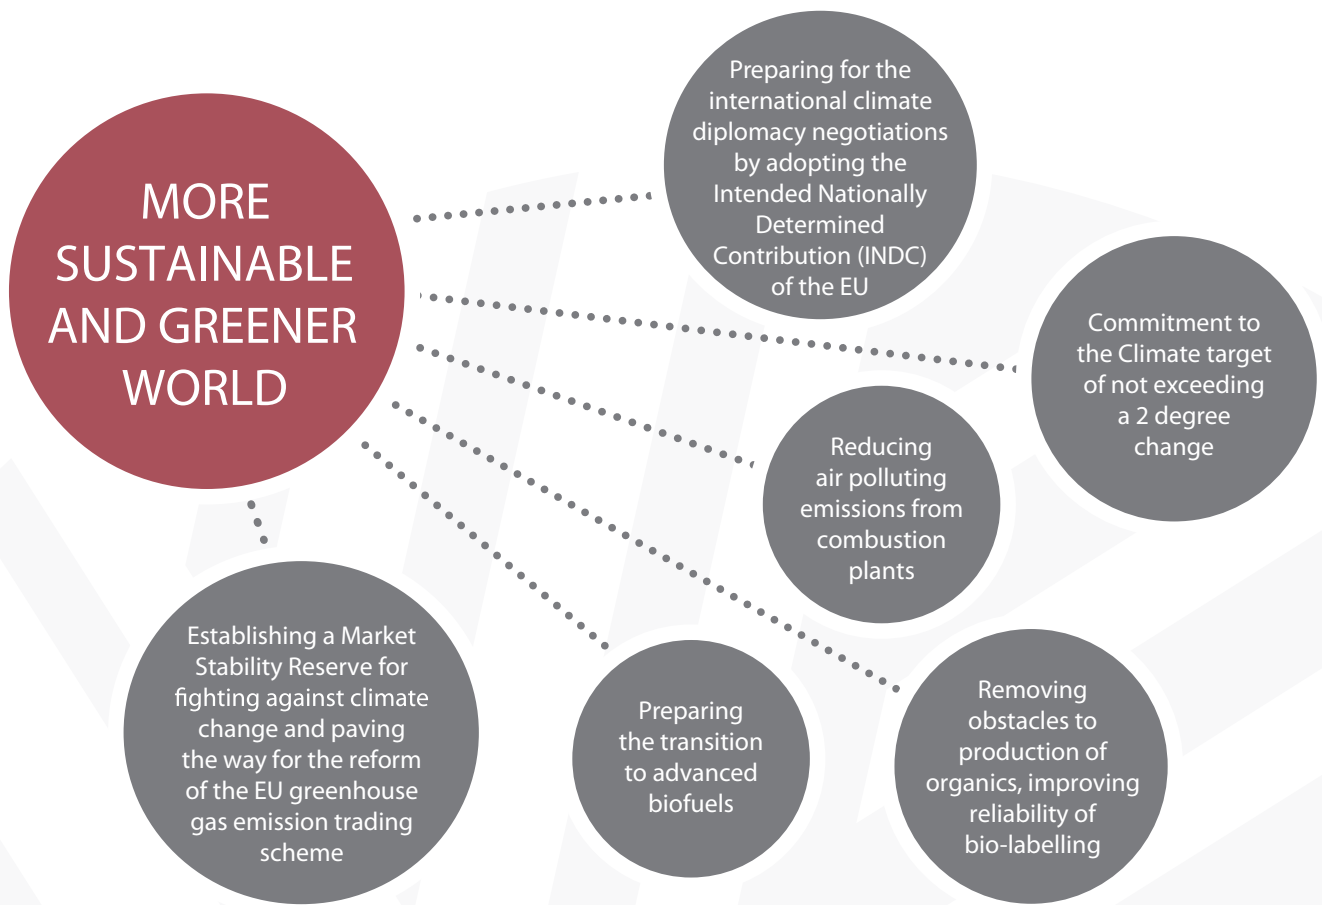 MORE
SUSTAINABLE
AND GREENER
WORLD
Preparing for the
international climate
diplomacy negotiations
by adopting the
Intended Nationally
Determined
Contribution (INDC)
of the EU
Commitment to
the Climate target
of not exceeding
a 2 degree
change
Reducing
air polluting
emissions from
combustion
plants
Removing
obstacles to
production of
organics, improving
reliability of
bio-labelling
Preparing
the transition
to advanced
biofuels
Establishing a Market
Stability Reserve for
fighting against climate
change and paving
the way for the reform
of the EU greenhouse
gas emission trading
scheme